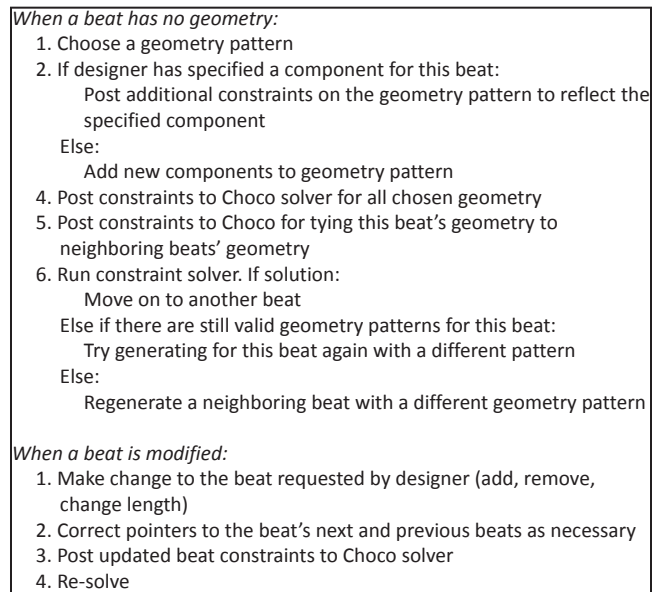 When a beat has no geometry:
1. Choose a geometry pattern
2. If designer has specified a component for this beat:
Post additional constraints on the geometry pattern to reflect the
specified component
Else:
Add new components to geometry pattern
4. Post constraints to Choco solver for all chosen geometry
5. Post constraints to Choco for tying this beat’s geometry to
neighboring beats’ geometry
6. Run constraint solver. If solution:
Move on to another beat
Else if there are still valid geometry patterns for this beat:
Try generating for this beat again with a different pattern
Else:
Regenerate a neighboring beat with a different geometry pattern
When a beat is modified:
1. Make change to the beat requested by designer (add, remove,
change length)
2. Correct pointers to the beat’s next and previous beats as necessary
3. Post updated beat constraints to Choco solver
4. Re-solve